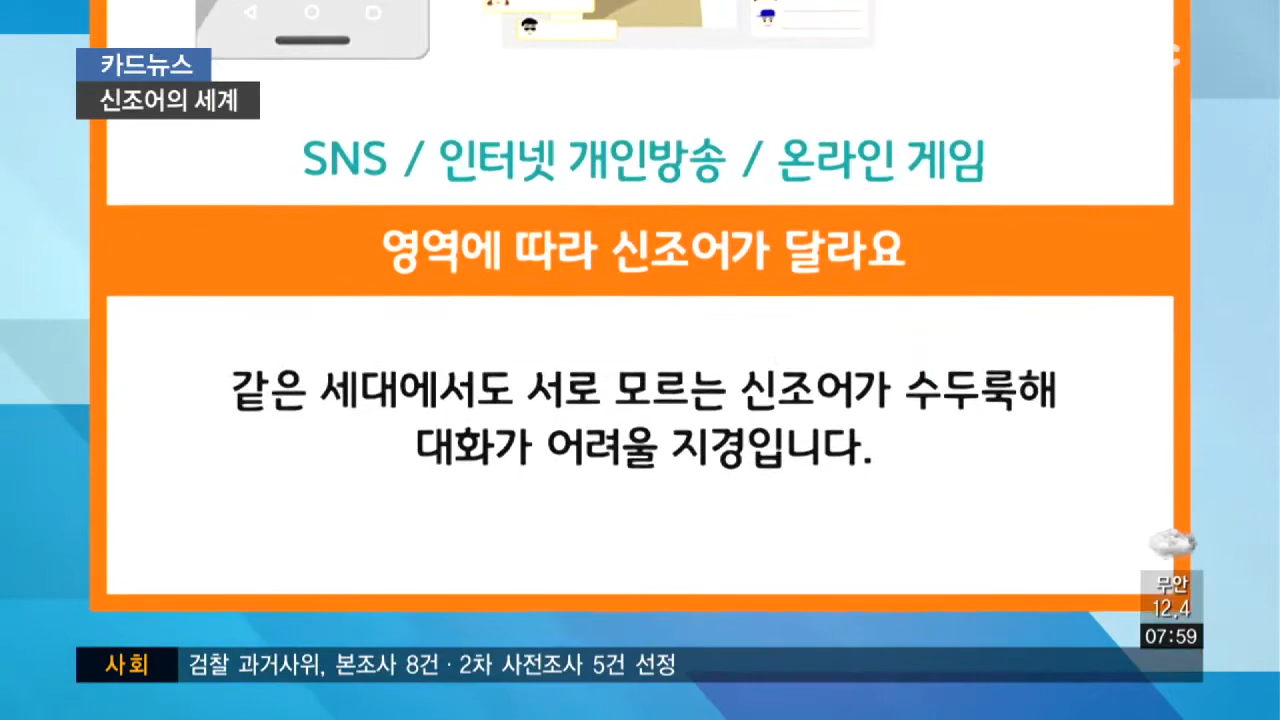 카드뉴스
신조어의 세계
SNS / 인터넷 개인방송 / 온라인 게임
영역에 따라 신조어가 달라요
같은 세대에서도 서로 모르는 신조어가 수두룩해
대화가 어려울 지경입니다.
무안
12.4
07:59
사회 검찰 과거사위, 본조사 8건·2차 사전조사 5건 선정